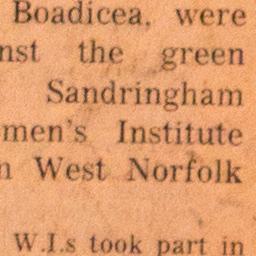 Boadicea, were
nst the green
Sandringham
men's Institute
n West Norfolk
W.I.s took part in